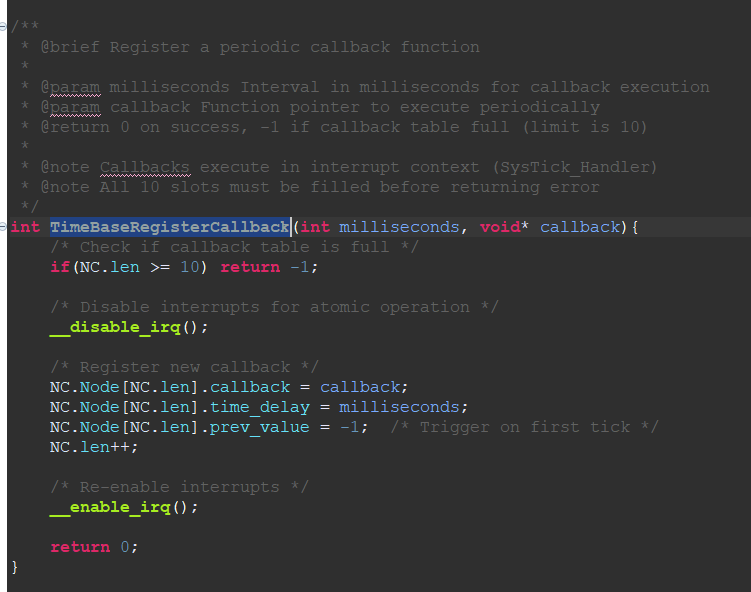 /**
 * @brief Register a periodic callback function
 *
 * @param milliseconds Interval in milliseconds for callback execution
 * @param callback Function pointer to execute periodically
 * @return 0 on success, -1 if callback table full (limit is 10)
 *
 * @note Callbacks execute in interrupt context (SysTick_Handler)
 * @note All 10 slots must be filled before returning error
 */
int TimeBaseRegisterCallback(int milliseconds, void* callback){
    /* Check if callback table is full */
    if(NC.len >= 10) return -1;

    /* Disable interrupts for atomic operation */
    __disable_irq();

    /* Register new callback */
    NC.Node[NC.len].callback = callback;
    NC.Node[NC.len].time_delay = milliseconds;
    NC.Node[NC.len].prev_value = -1;  /* Trigger on first tick */
    NC.len++;

    /* Re-enable interrupts */
    __enable_irq();

    return 0;
}